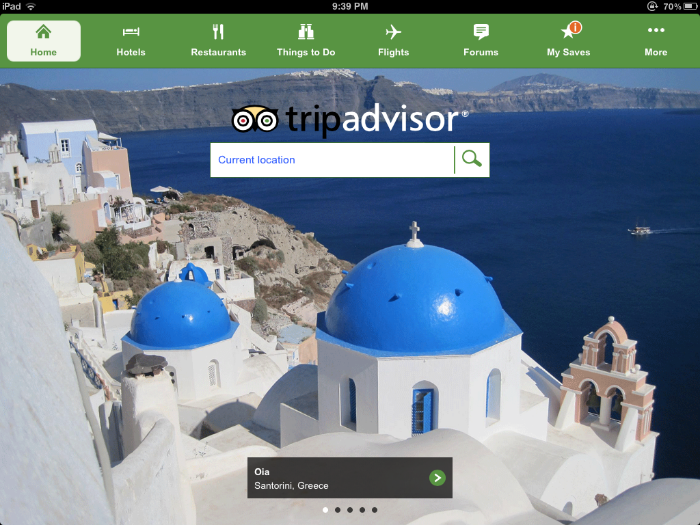 iPad
9:39 PM
70%
Home
Hotels
Restaurants
Things to Do
Flights
Forums
My Saves
More
tripadvisor®
Current location
Oia
Santorini, Greece